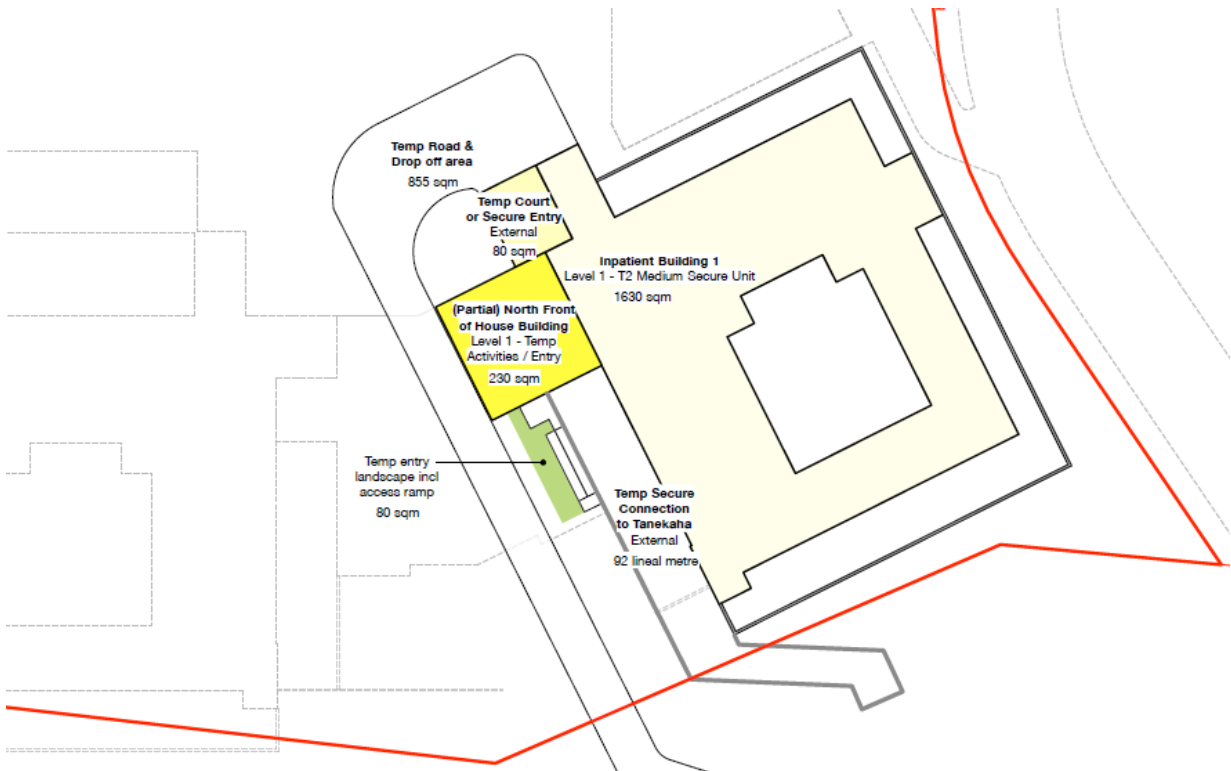 Temp Road &
Drop off area
855 sqm
Temp Court
or Secure Entry
External
80 sqm
Inpatient Building 1
Level 1 - T2 Medium Secure Unit
1630 sqm
(Partial) North Front
of House Building
Level 1 - Temp
Activities / Entry
230 sqm
Temp entry
landscape incl
access ramp
80 sqm
Temp Secure
Connection
to Tanekaha
External
92 lineal metre